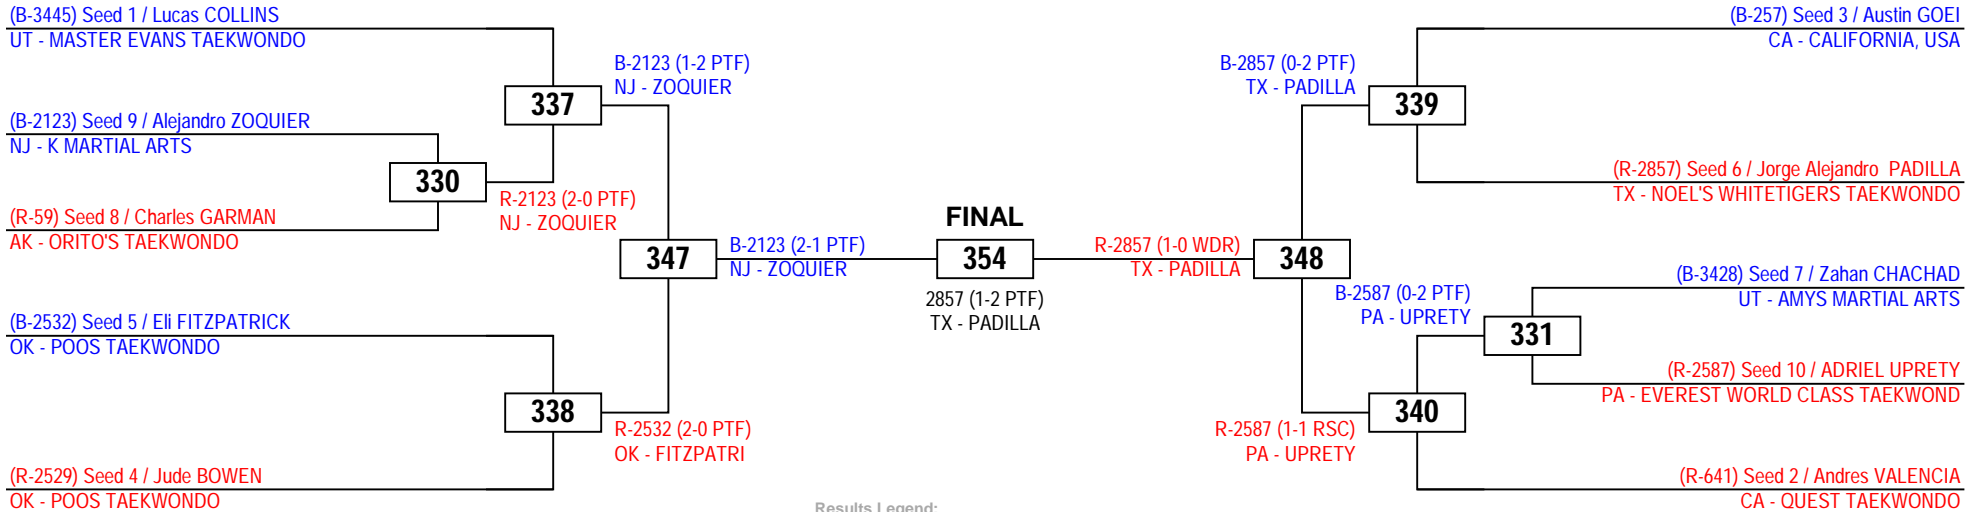 (B-3445) Seed 1 / Lucas COLLINS
UT - MASTER EVANS TAEKWONDO
(B-2123) Seed 9 / Alejandro ZOQUIER
NJ - K MARTIAL ARTS
(R-59) Seed 8 / Charles GARMAN
AK - ORITO'S TAEKWONDO
(B-2532) Seed 5 / Eli FITZPATRICK
OK - POOS TAEKWONDO
(R-2529) Seed 4 / Jude BOWEN
OK - POOS TAEKWONDO
330
R-2123 (2-0 PTF)
NJ - ZOQUIER
337
B-2123 (1-2 PTF)
NJ - ZOQUIER
338
R-2532 (2-0 PTF)
OK - FITZPATRI
347
B-2123 (2-1 PTF)
NJ - ZOQUIER
FINAL
354
2857 (1-2 PTF)
TX - PADILLA
R-2857 (1-0 WDR)
TX - PADILLA
348
B-2857 (0-2 PTF)
TX - PADILLA
339
R-2587 (1-1 RSC)
PA - UPRETY
340
B-2587 (0-2 PTF)
PA - UPRETY
331
(B-257) Seed 3 / Austin GOEI
CA - CALIFORNIA, USA
(R-2857) Seed 6 / Jorge Alejandro  PADILLA
TX - NOEL'S WHITETIGERS TAEKWONDO
(B-3428) Seed 7 / Zahan CHACHAD
UT - AMYS MARTIAL ARTS
(R-2587) Seed 10 / ADRIEL UPRETY
PA - EVEREST WORLD CLASS TAEKWOND
(R-641) Seed 2 / Andres VALENCIA
CA - QUEST TAEKWONDO
Results Legend: